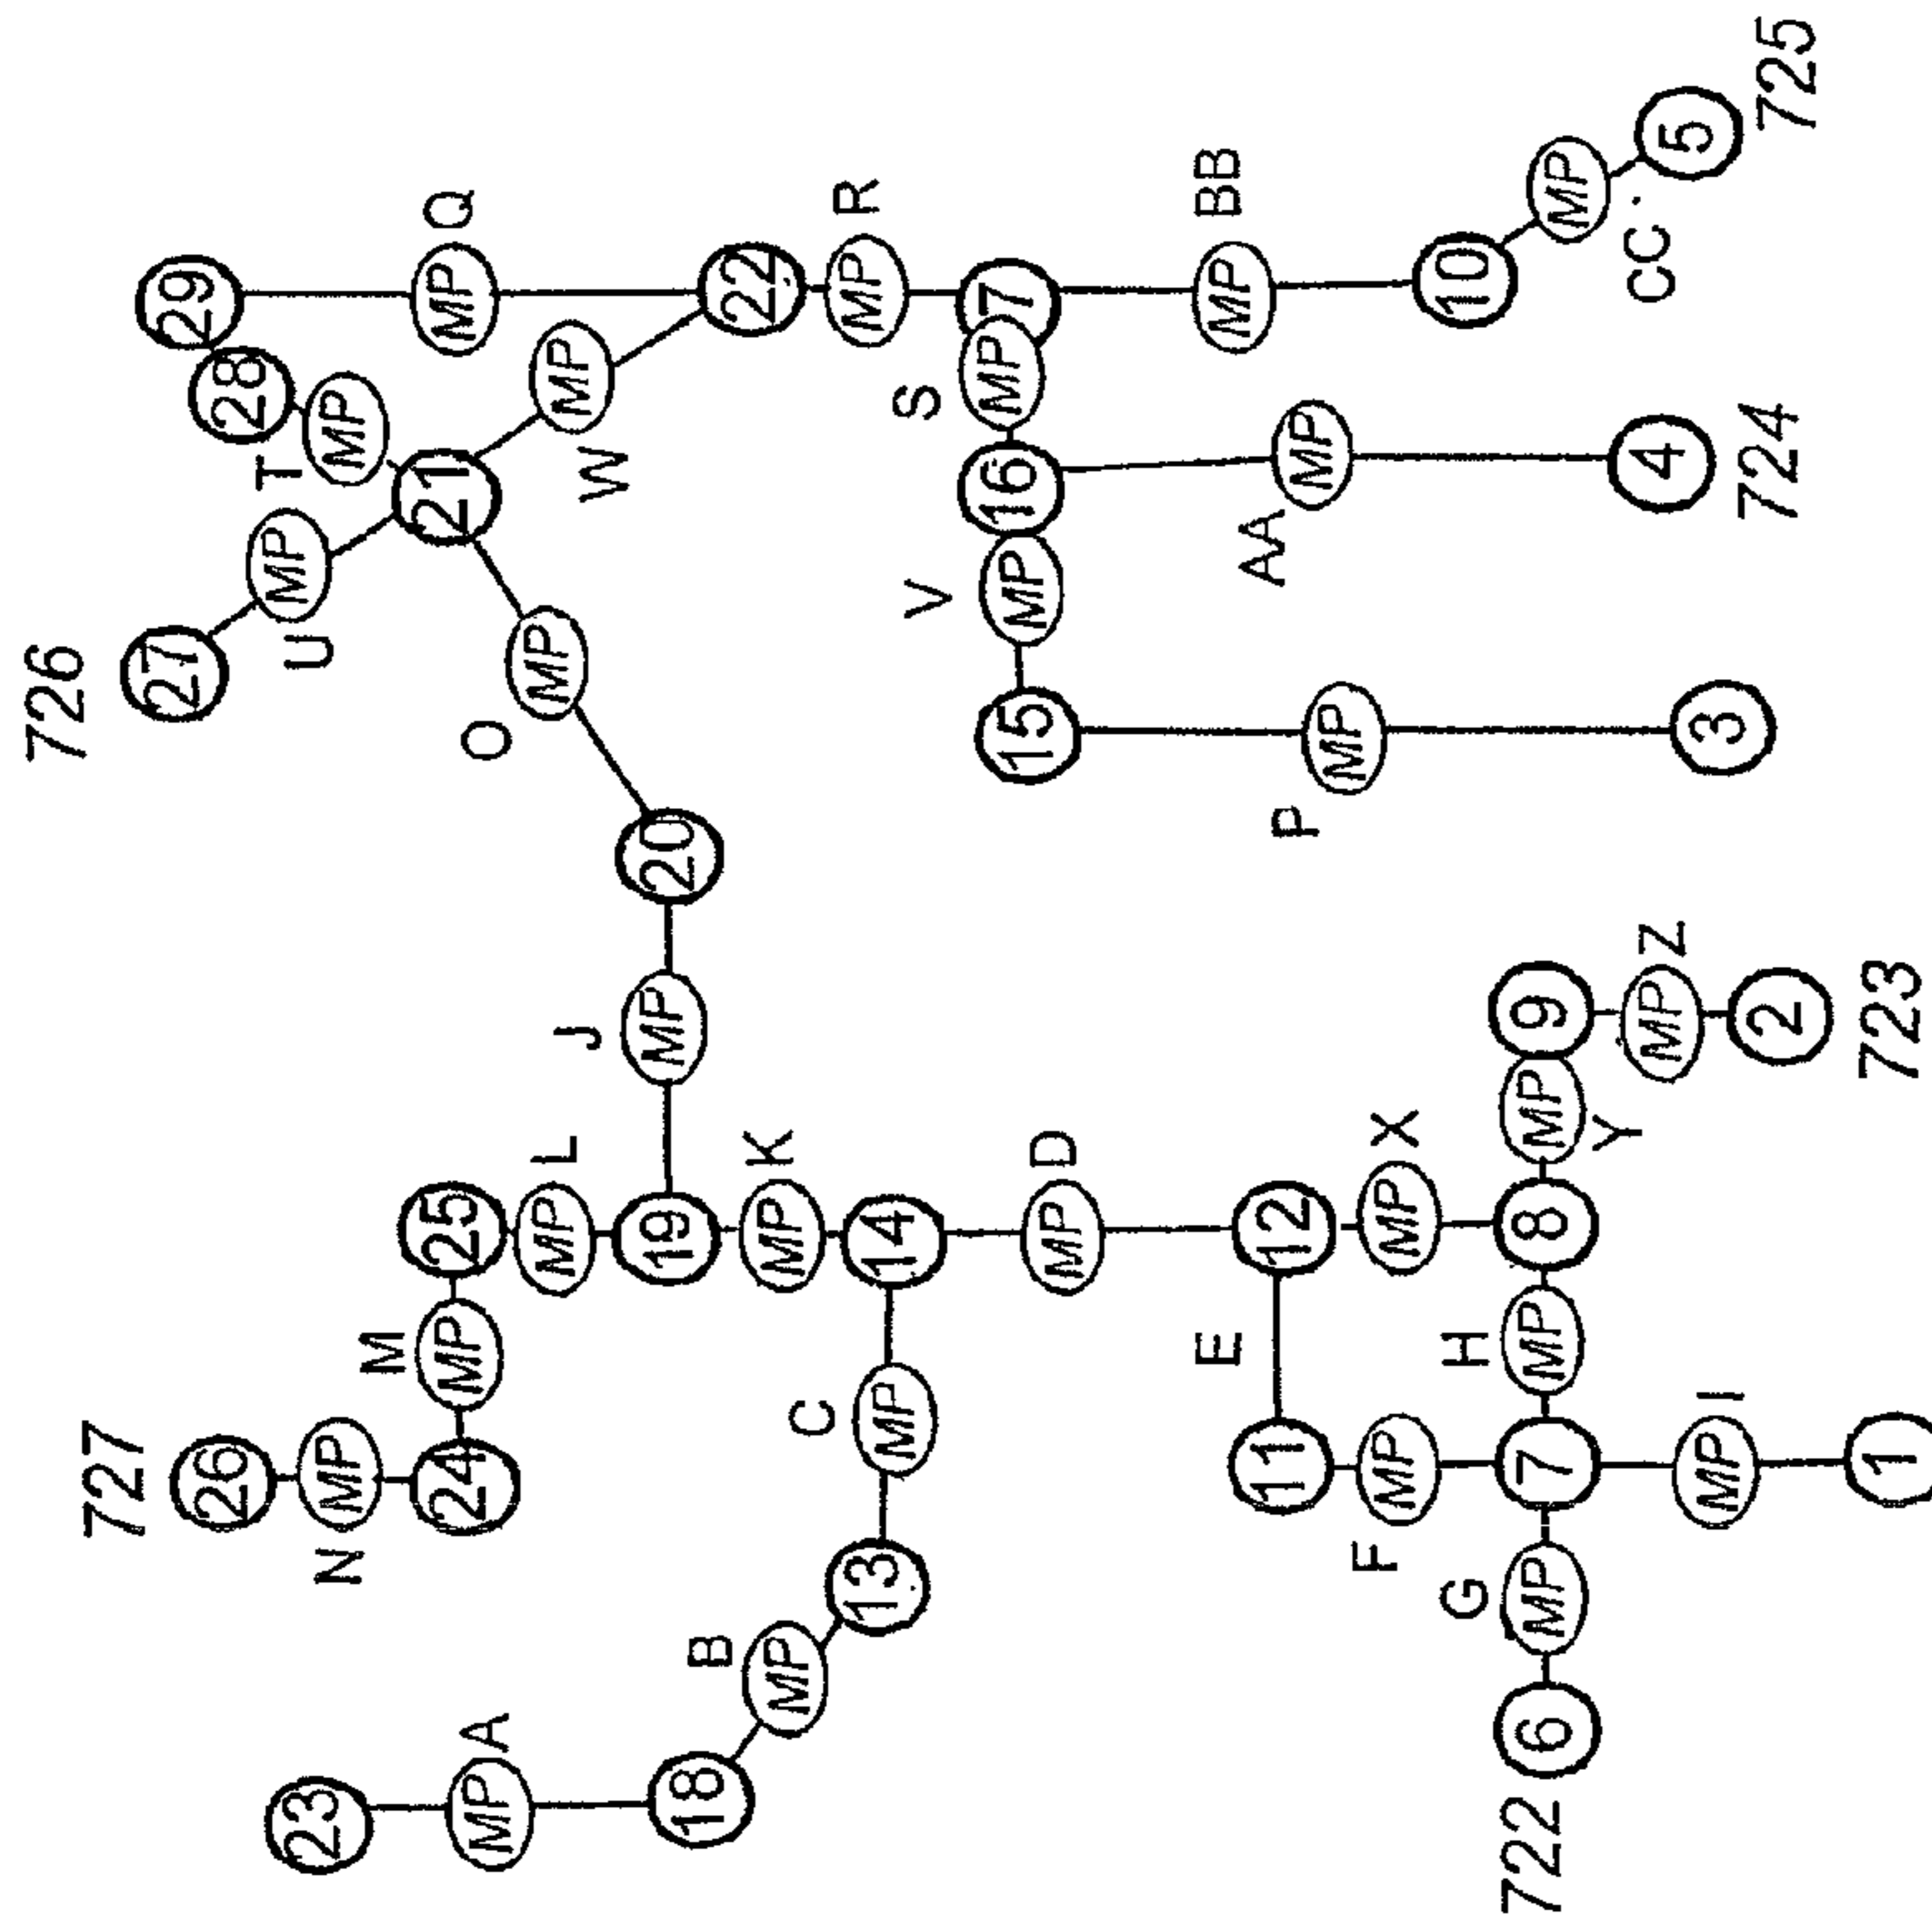 722
6
23
A
MP
18
B
MP
13
G
MP
F
N
727
26
MP
24
1
I
MP
7
MP
11
C
MP
H
MP
E
M
MP
25
L
MP
19
K
MP
14
D
MP
12
X
MP
8
Y
MP
9
Z
MP
2
723
J
MP
20
P
MP
3
15
O
MP
726
27
U
MP
V
MP
16
AA
MP
4
724
21
W
MP
T
MP
28
29
S
MP
7
Q
MP
22
R
MP
BB
MP
10
CC
MP
5
725